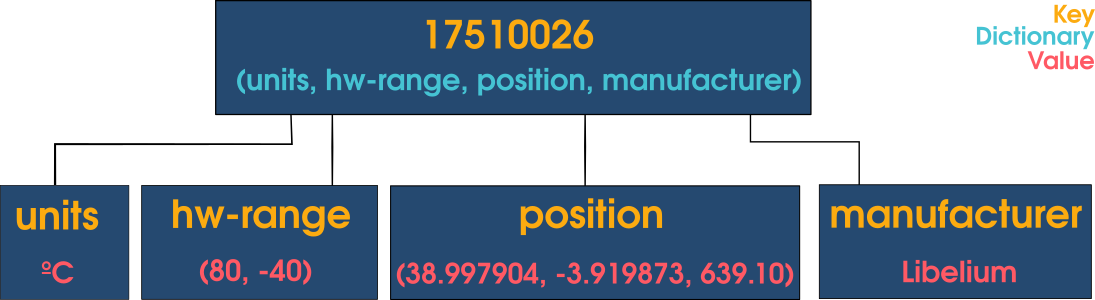 Key
Dictionary
Value
17510026
(units, hw-range, position, manufacturer)
units
ºC
hw-range
(80, -40)
position
(38.997904, -3.919873, 639.10)
manufacturer
Libelium